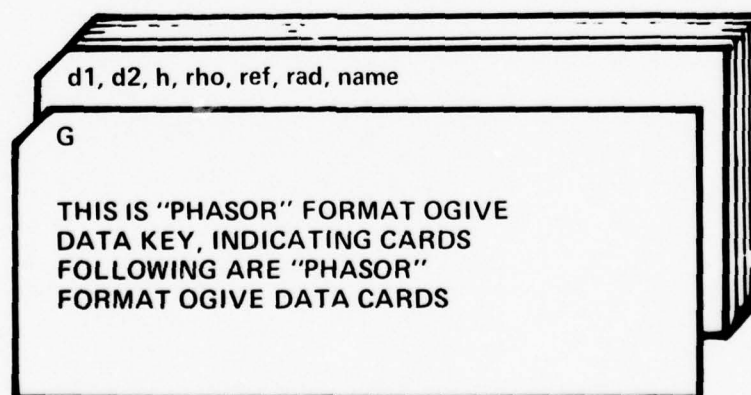 d1, d2, h, rho, ref, rad, name
G
THIS IS "PHASOR" FORMAT OGIVE
DATA KEY, INDICATING CARDS
FOLLOWING ARE "PHASOR"
FORMAT OGIVE DATA CARDS